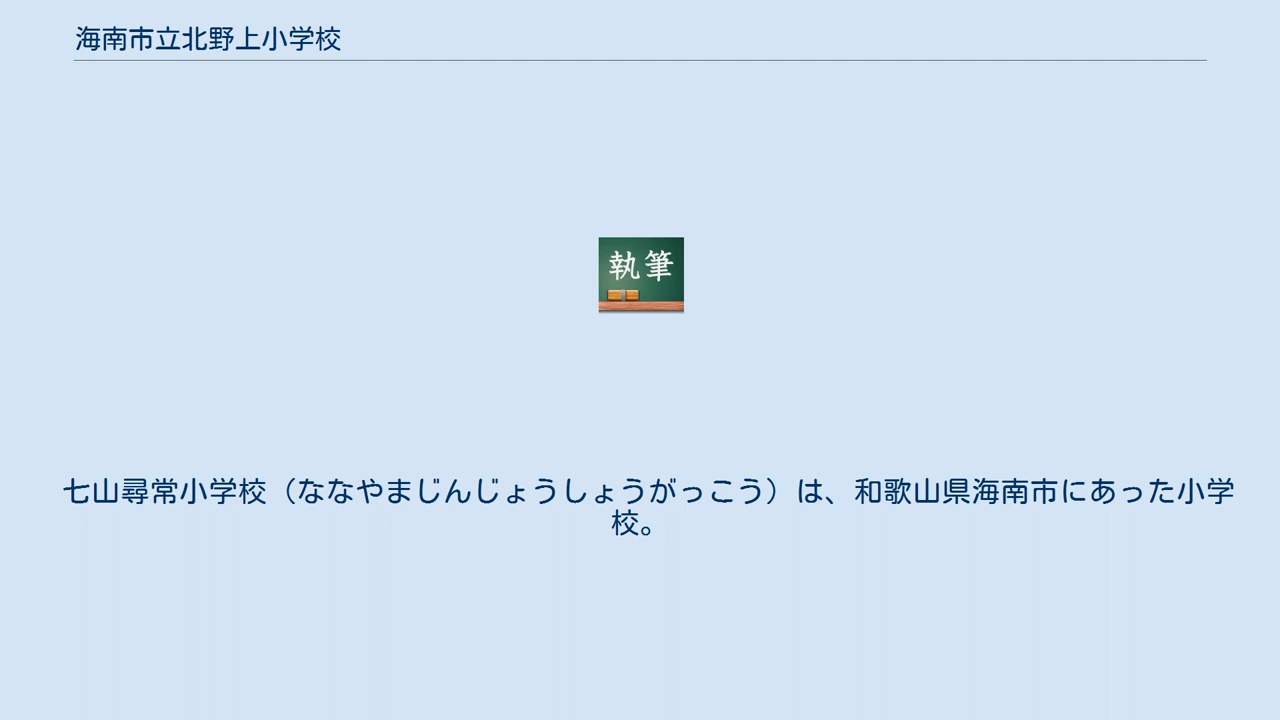 海南市立北野上小学校
執筆
七山尋常小学校（ななやまじんじょうしょうがっこう）は、和歌山県海南市にあった小学
校。